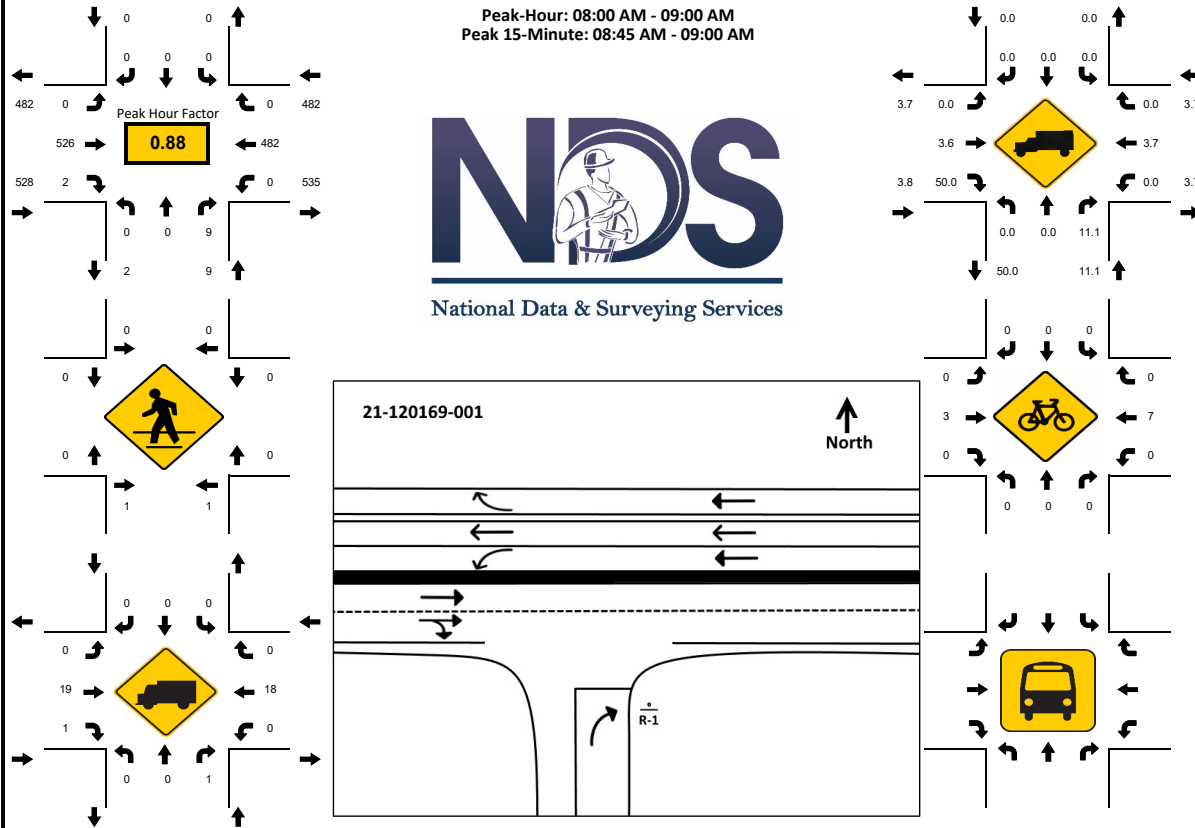 Peak-Hour: 08:00 AM - 09:00 AM
Peak 15-Minute: 08:45 AM - 09:00 AM
0 0
0 0 0
482 0 Peak Hour Factor 0 482
526 0.88 482
528 2 0 535
0 0 9
2 9
0.0 0.0
0.0 0.0 0.0
3.7 0.0 0.0 3.7
3.6 3.7
3.8 50.0 0.0 3.7
0.0 0.0 11.1
50.0 11.1
NDS
National Data & Surveying Services
0 0
0 0
0 0
1 1
0 0 0
0 0
3 7
0 0
0 0 0
21-120169-001
North
R-1
0 0 0
0 0
19 18
1 0
0 0 1